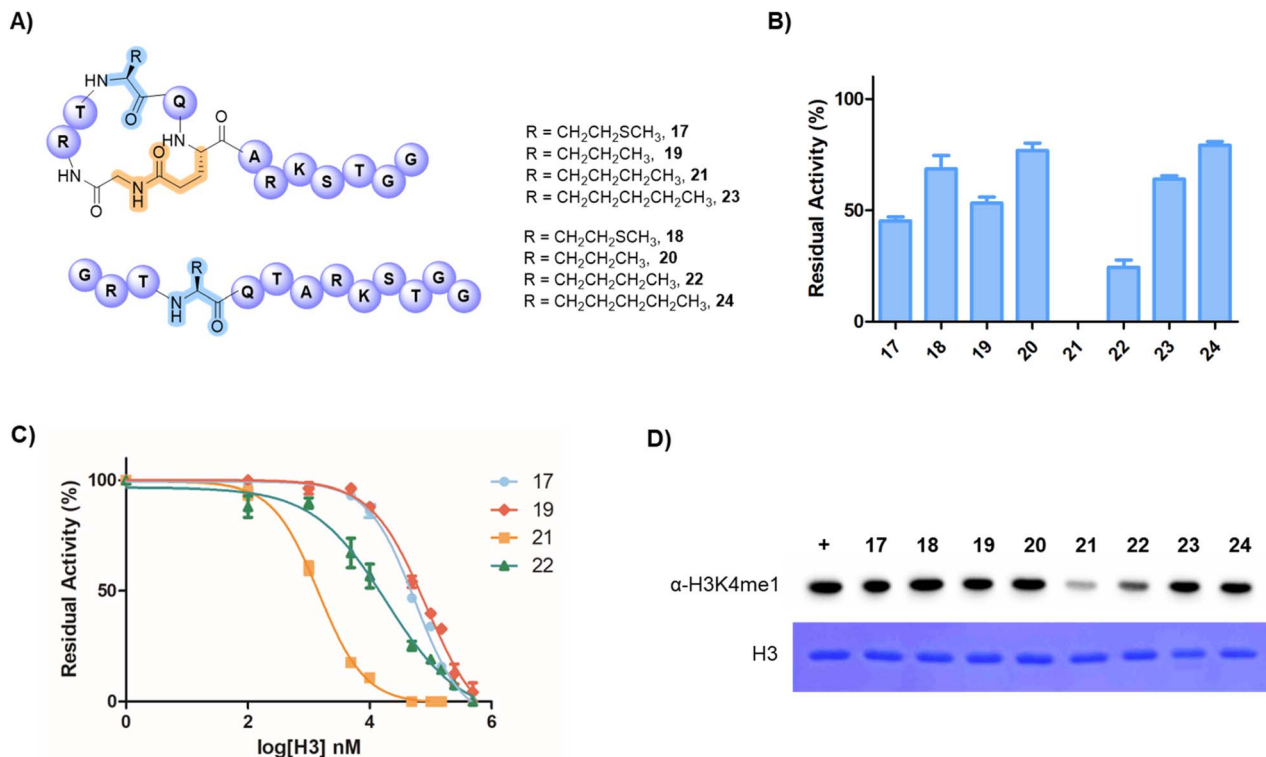 A)
R
HN
T
O
Q
R
HN
O
O
A
G
O
N
H
NH
R
K
S
T
G
R = CH2CH2SCH3, 17
R = CH2CH2CH3, 19
R = CH2CH2CH2CH3, 21
R = CH2CH2CH2CH2CH3, 23
R = CH2CH2SCH3, 18
R = CH2CH2CH3, 20
R = CH2CH2CH2CH3, 22
R = CH2CH2CH2CH2CH3, 24
G
R
T
N
H
R
O
Q
T
A
R
K
S
T
G
G
B)
Residual Activity (%)
100
50
0
17 18 19 20 21 22 23 24
C)
Residual Activity (%)
100
50
0
0 2 4 6
log[H3] nM
17
19
21
22
D)
+ 17 18 19 20 21 22 23 24
α-H3K4me1
H3